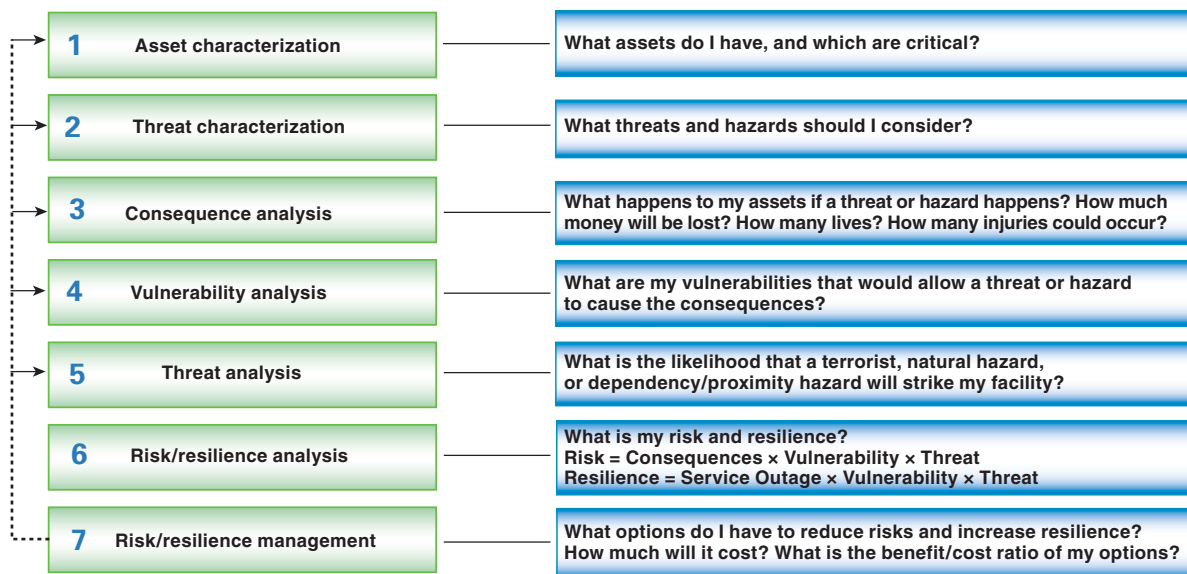 1 Asset characterization
What assets do I have, and which are critical?
2 Threat characterization
What threats and hazards should I consider?
3 Consequence analysis
What happens to my assets if a threat or hazard happens? How much
money will be lost? How many lives? How many injuries could occur?
4 Vulnerability analysis
What are my vulnerabilities that would allow a threat or hazard
to cause the consequences?
5 Threat analysis
What is the likelihood that a terrorist, natural hazard,
or dependency/proximity hazard will strike my facility?
6 Risk/resilience analysis
What is my risk and resilience?
Risk = Consequences × Vulnerability × Threat
Resilience = Service Outage × Vulnerability × Threat
7 Risk/resilience management
What options do I have to reduce risks and increase resilience?
How much will it cost? What is the benefit/cost ratio of my options?